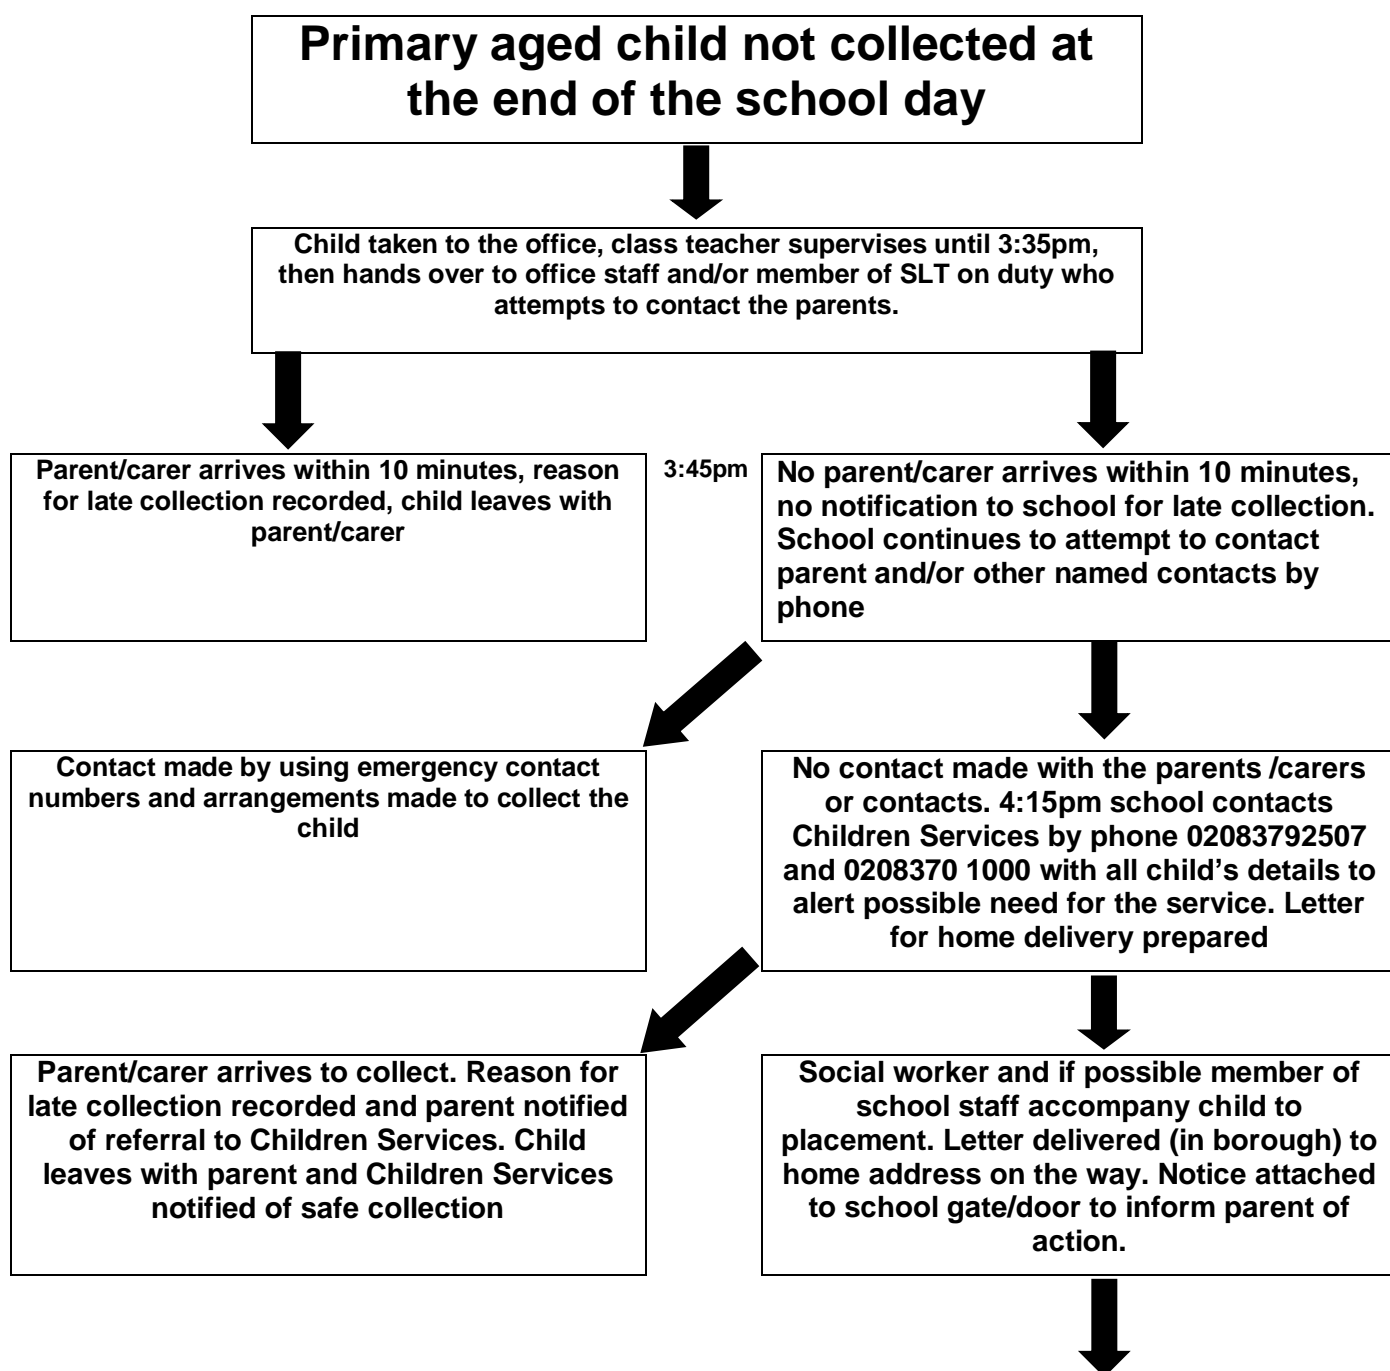 Primary aged child not collected at
the end of the school day
Child taken to the office, class teacher supervises until 3:35pm,
then hands over to office staff and/or member of SLT on duty who
attempts to contact the parents.
Parent/carer arrives within 10 minutes, reason
for late collection recorded, child leaves with
parent/carer
3:45pm
No parent/carer arrives within 10 minutes,
no notification to school for late collection.
School continues to attempt to contact
parent and/or other named contacts by
phone
Contact made by using emergency contact
numbers and arrangements made to collect the
child
No contact made with the parents /carers
or contacts. 4:15pm school contacts
Children Services by phone 02083792507
and 0208370 1000 with all child’s details to
alert possible need for the service. Letter
for home delivery prepared
Parent/carer arrives to collect. Reason for
late collection recorded and parent notified
of referral to Children Services. Child
leaves with parent and Children Services
notified of safe collection
Social worker and if possible member of
school staff accompany child to
placement. Letter delivered (in borough) to
home address on the way. Notice attached
to school gate/door to inform parent of
action.